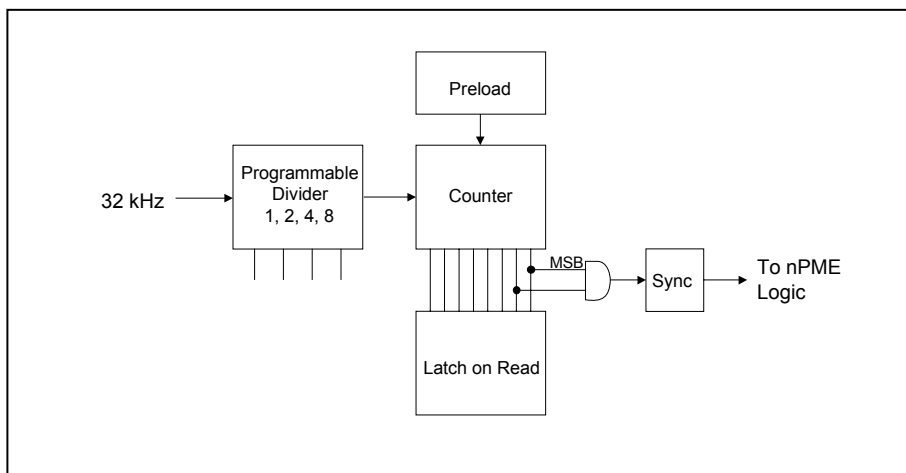 Preload
Programmable
Divider
1, 2, 4, 8
32 kHz
Counter
MSB
Sync
To nPME
Logic
Latch on Read